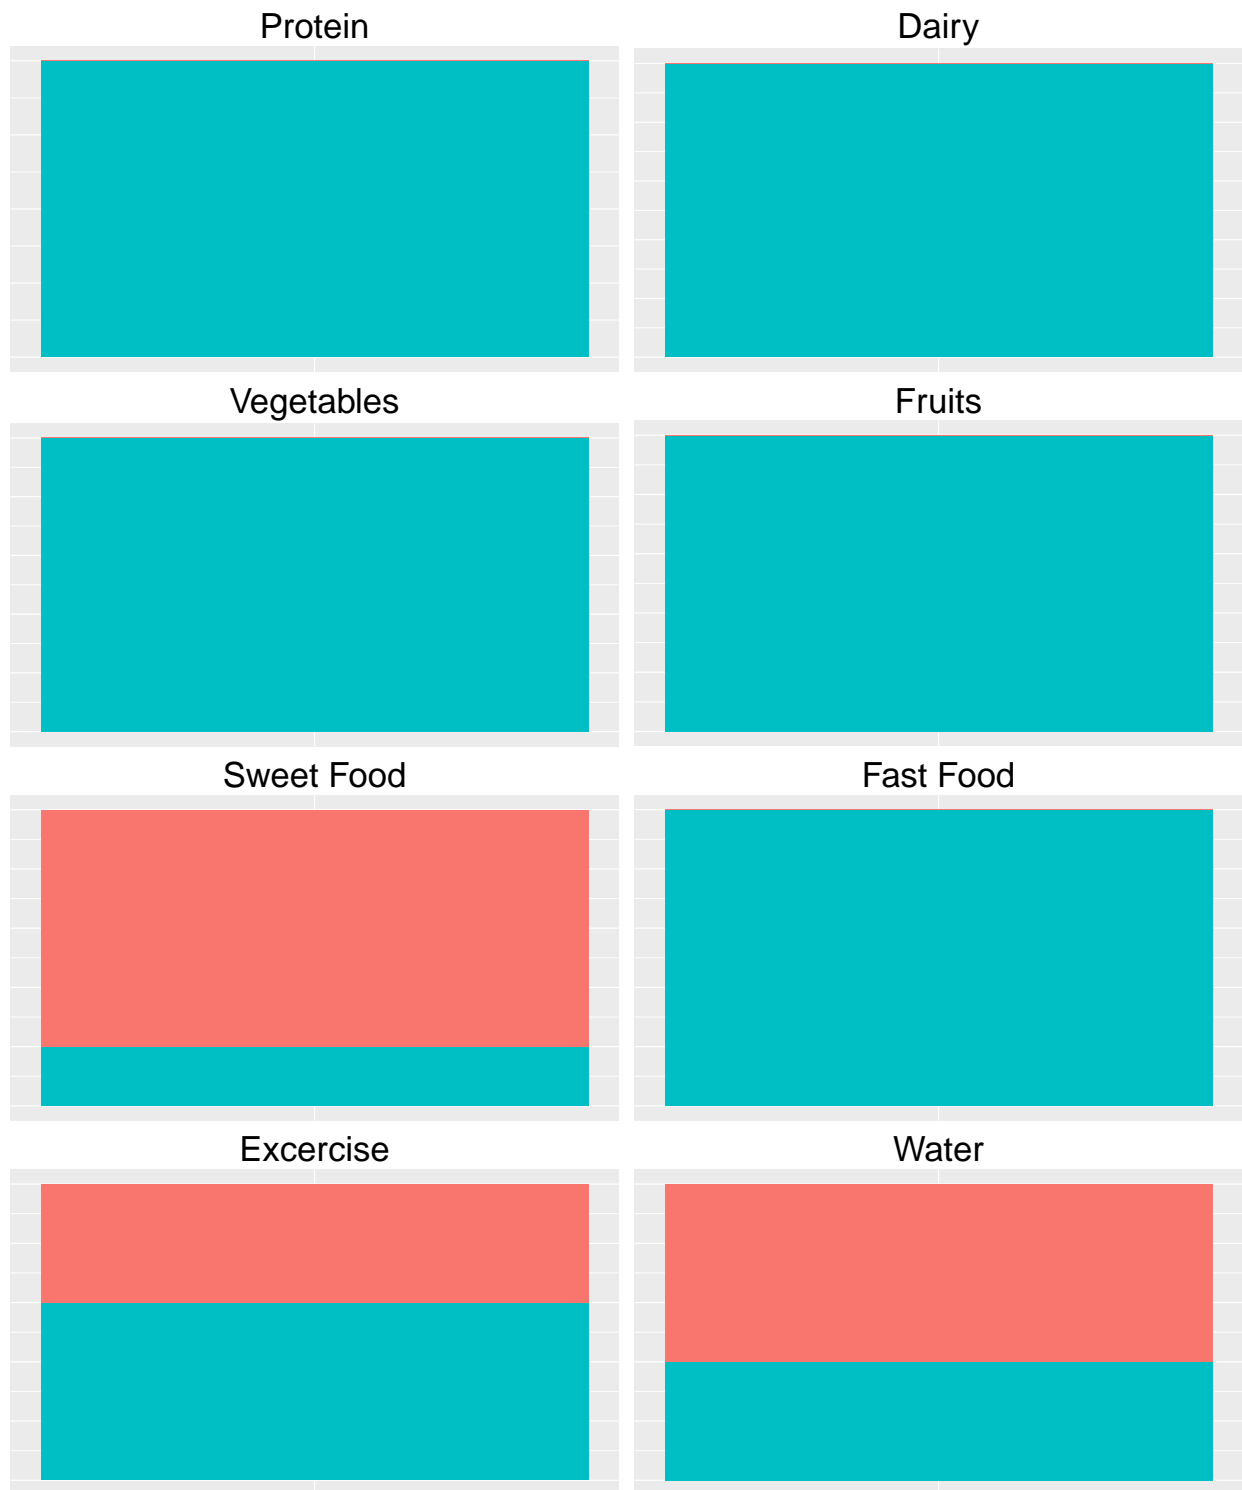 Protein
Dairy
Vegetables
Fruits
Sweet Food
Fast Food
Excercise
Water